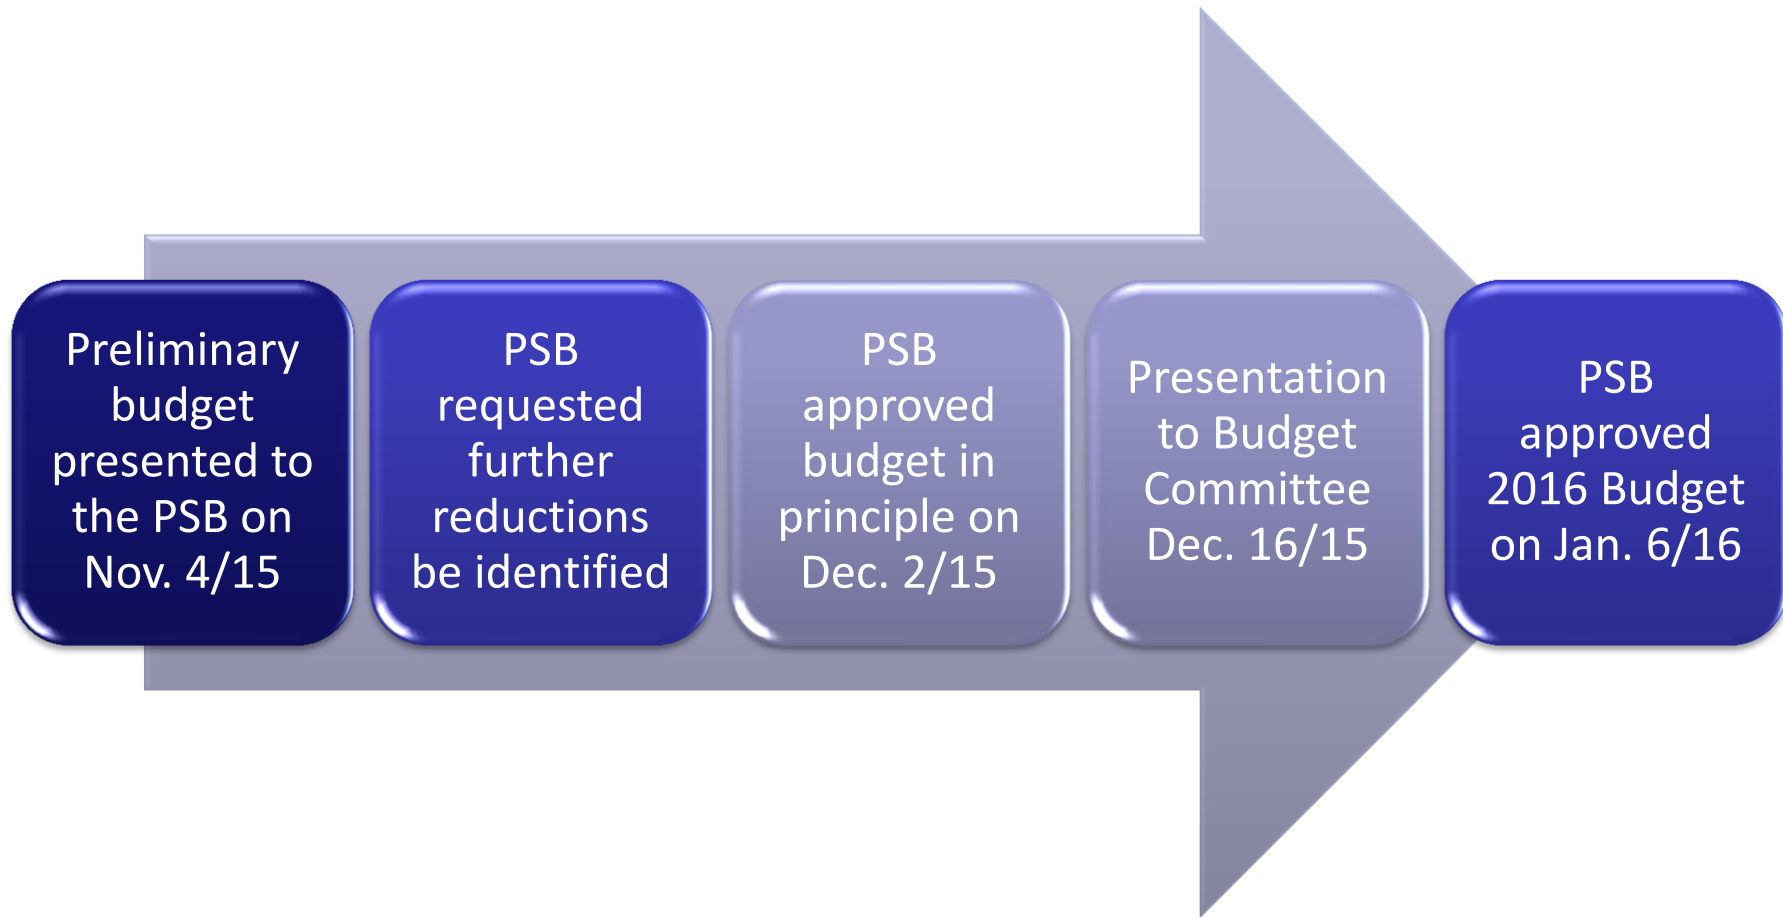 Preliminary
budget
presented to
the PSB on
Nov. 4/15
PSB
requested
further
reductions
be identified
PSB
approved
budget in
principle on
Dec. 2/15
Presentation
to Budget
Committee
Dec. 16/15
PSB
approved
2016 Budget
on Jan. 6/16